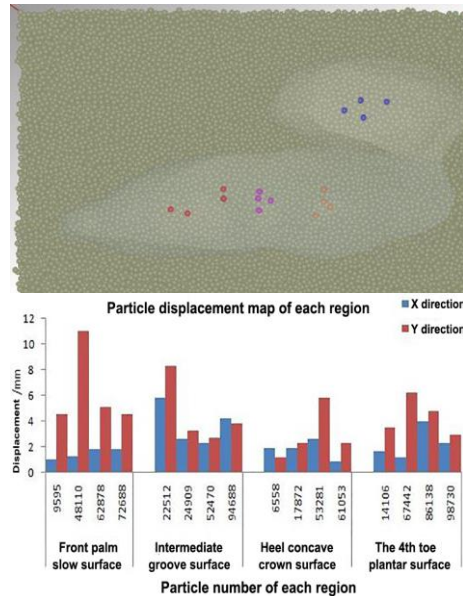 Particle displacement map of each region
X direction
Y direction
Displacement /mm
12
10
8
6
4
2
0
9595 48110 62878 72688 22512 24909 52470 94688 6558 17872 53281 61053 14106 67442 86138 98730
Front palm slow surface
Intermediate groove surface
Heel concave crown surface
The 4th toe plantar surface
Particle number of each region